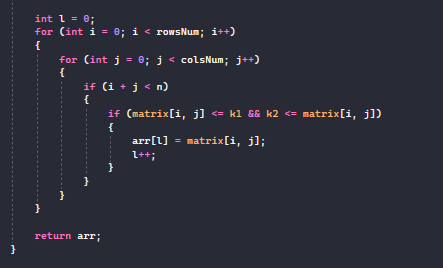 int l = 0;
for (int i = 0; i < rowsNum; i++)
{
for (int j = 0; j < colsNum; j++)
{
if (i + j < n)
{
if (matrix[i, j] <= k1 && k2 <= matrix[i, j])
{
arr[l] = matrix[i, j];
l++;
}
}
}
}
return arr;
}